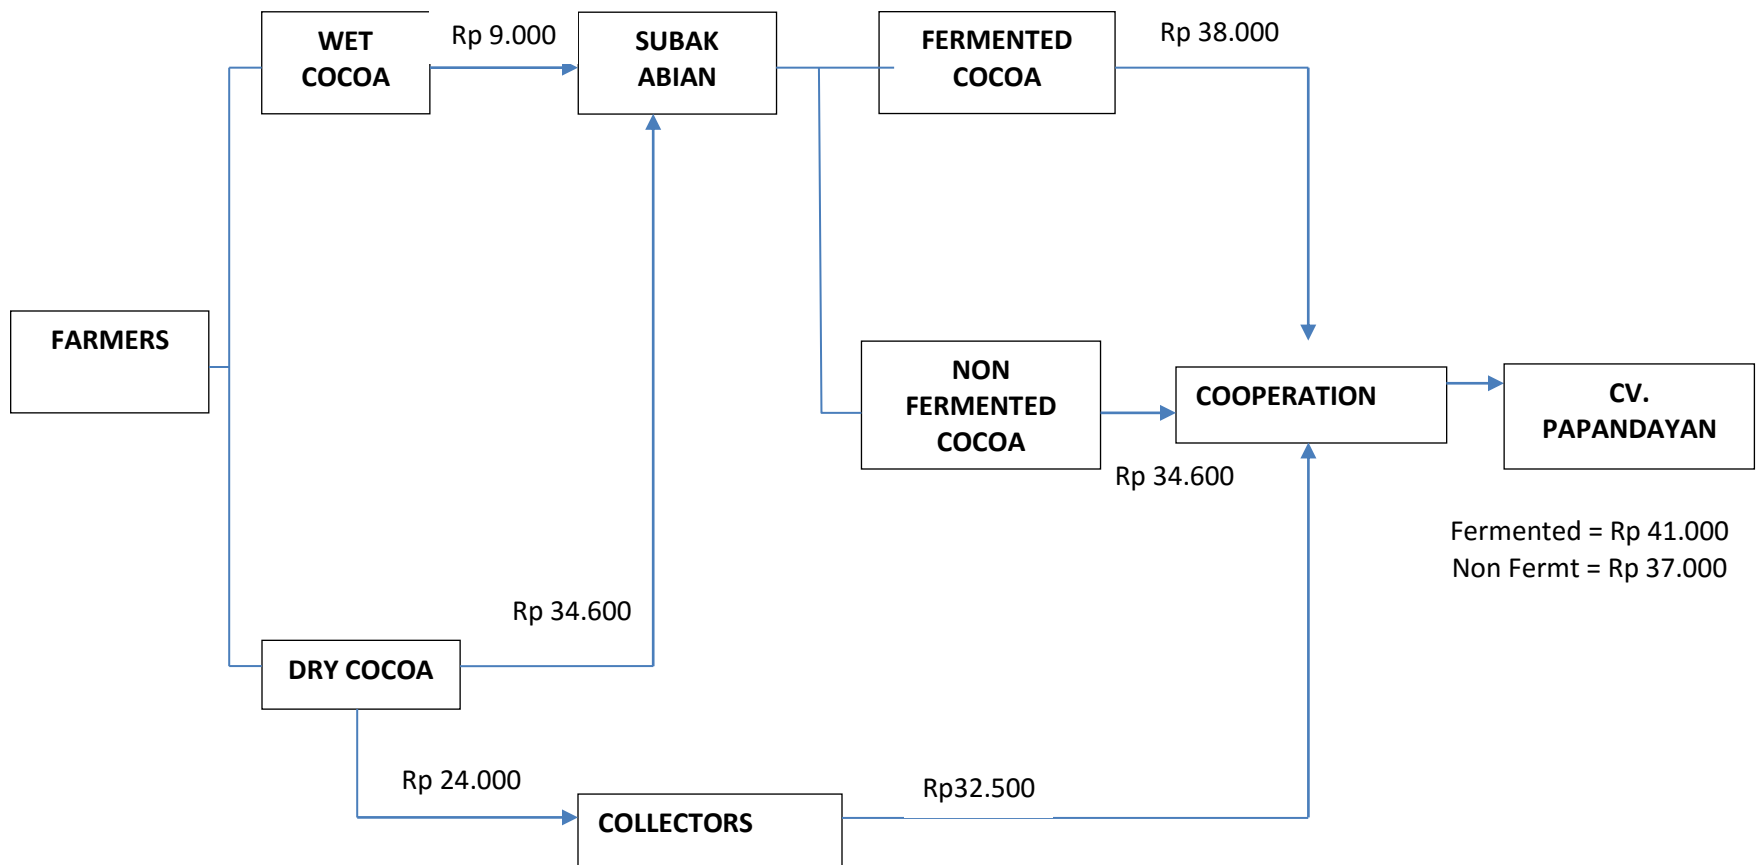 WET
COCOA
Rp 9.000
SUBAK
ABIAN
FERMENTED
COCOA
Rp 38.000
FARMERS
NON
FERMENTED
COCOA
Rp 34.600
COOPERATION
CV.
PAPANDAYAN
Fermented = Rp 41.000
Non Fermt = Rp 37.000
Rp 34.600
DRY COCOA
Rp 24.000
COLLECTORS
Rp32.500